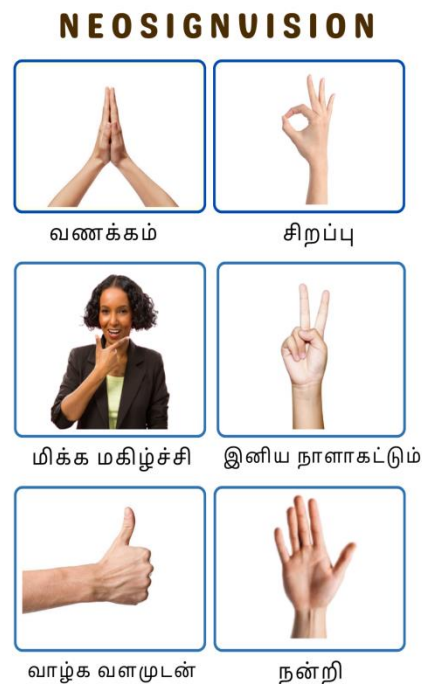 NEOSIGNVISION
வணக்கம்
சிறப்பு
மிக்க மகிழ்ச்சி
இனிய நாளாகட்டும்
வாழ்க வளமுடன்
நன்றி